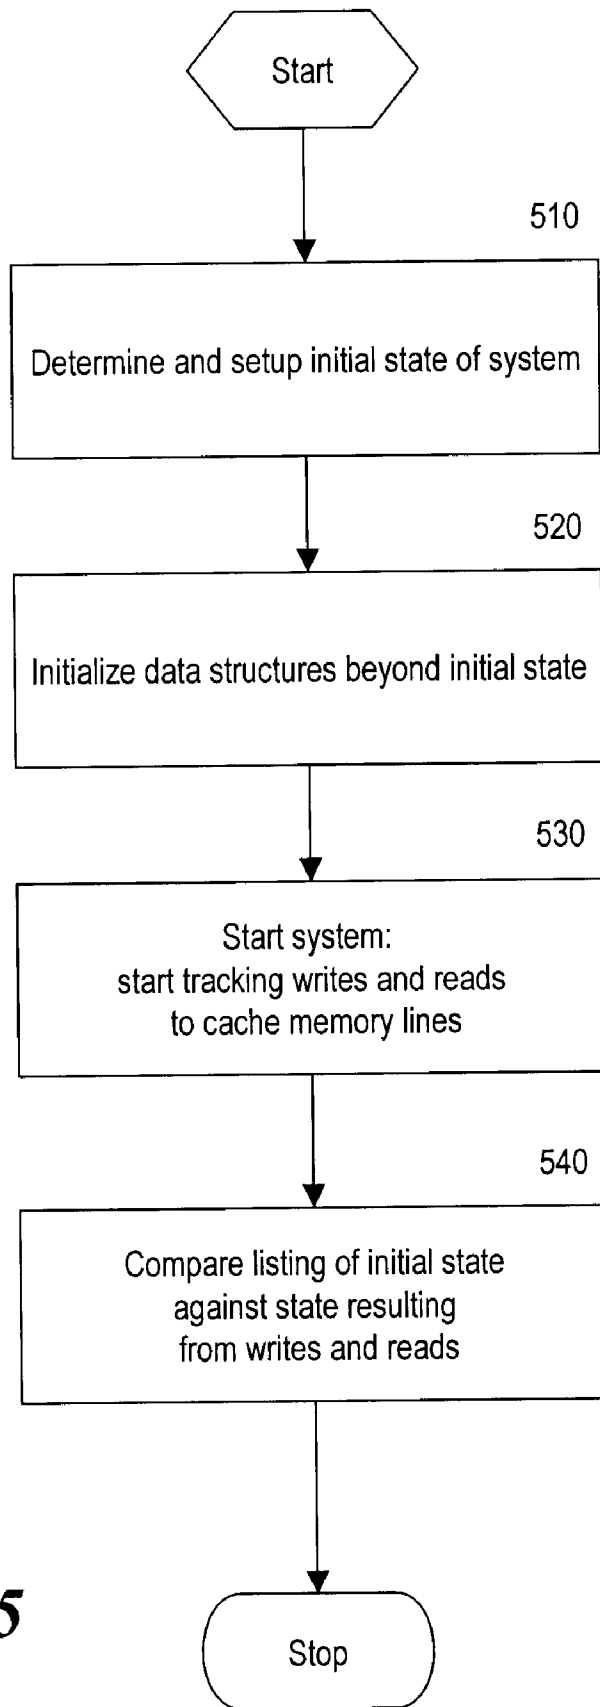 Start
510
Determine and setup initial state of system
520
Initialize data structures beyond initial state
530
Start system:
start tracking writes and reads
to cache memory lines
540
Compare listing of initial state
against state resulting
from writes and reads
5
Stop